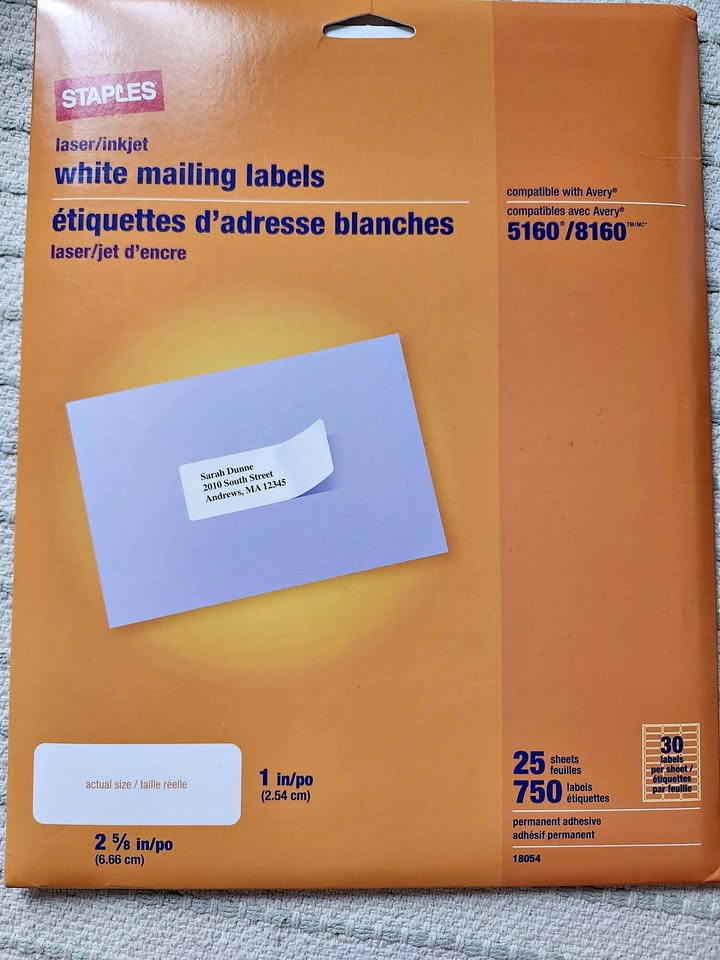 STAPLES
laser/inkjet
white mailing labels
étiquettes d'adresse blanches
laser/jet d'encre
compatible with Avery®
compatibles avec Avery®
5160®/8160™/MC*
Sarah Dunne
2010 South Street
Andrews, MA 12345
actual size / taille réelle
1 in/po
(2.54 cm)
2 5/8 in/po
(6.66 cm)
25 sheets
feuilles
750 labels
étiquettes
30
labels
per sheet /
étiquettes
par feuille
permanent adhesive
adhésif permanent
18054